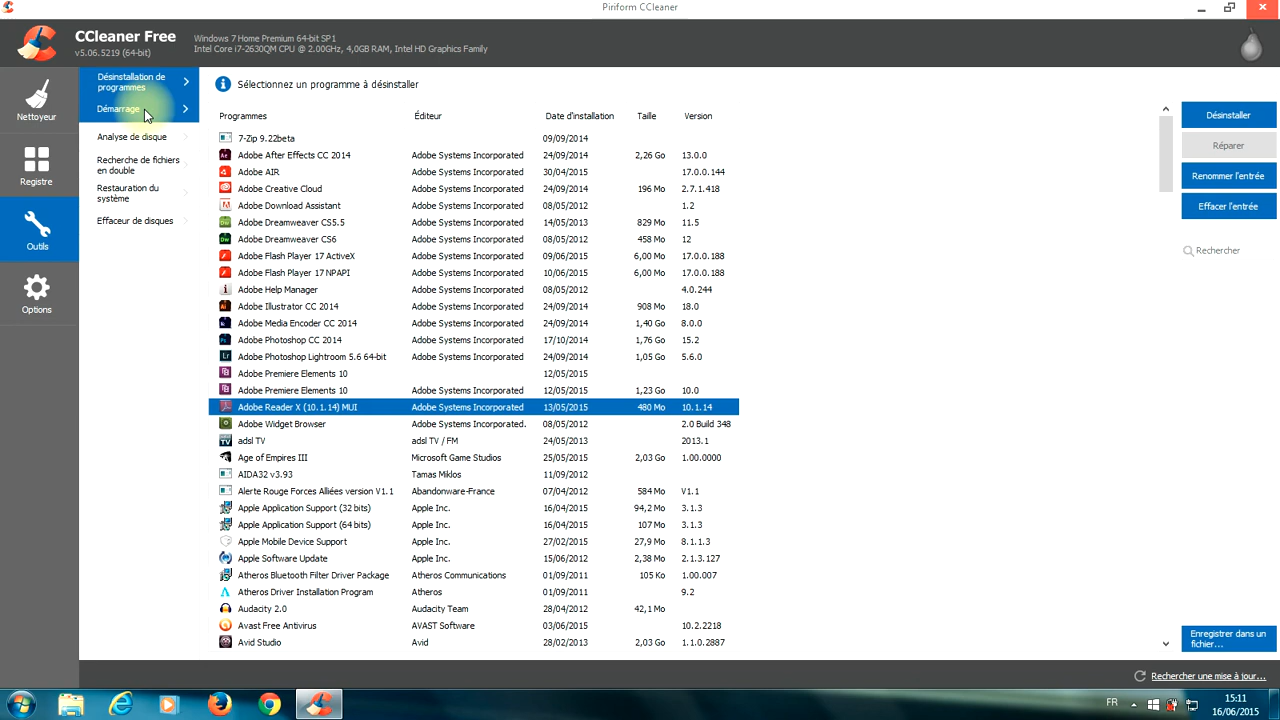 Piriform CCleaner
CCleaner Free
v5.06.5219 (64-bit)
Windows 7 Home Premium 64-bit SP1
Intel Core i7-2630QM CPU @ 2.00GHz, 4,0GB RAM, Intel HD Graphics Family
Nettoyeur
Registre
Outils
Options
Désinstallation de
programmes
Démarrage
Analyse de disque
Recherche de fichiers
en double
Restauration du
système
Effaceur de disques
Sélectionnez un programme à désinstaller
Programmes Éditeur Date d'installation Taille Version
7-Zip 9.22beta 09/09/2014
Adobe After Effects CC 2014 Adobe Systems Incorporated 24/09/2014 2,26 Go 13.0.0
Adobe AIR Adobe Systems Incorporated 30/04/2015 17.0.0.144
Adobe Creative Cloud Adobe Systems Incorporated 24/09/2014 196 Mo 2.7.1.418
Adobe Download Assistant Adobe Systems Incorporated 08/05/2012 1.2
Adobe Dreamweaver CS5.5 Adobe Systems Incorporated 14/05/2013 829 Mo 11.5
Adobe Dreamweaver CS6 Adobe Systems Incorporated 08/05/2012 458 Mo 12
Adobe Flash Player 17 ActiveX Adobe Systems Incorporated 09/06/2015 6,00 Mo 17.0.0.188
Adobe Flash Player 17 NPAPI Adobe Systems Incorporated 10/06/2015 6,00 Mo 17.0.0.188
Adobe Help Manager Adobe Systems Incorporated 08/05/2012 4.0.244
Adobe Illustrator CC 2014 Adobe Systems Incorporated 24/09/2014 908 Mo 18.0
Adobe Media Encoder CC 2014 Adobe Systems Incorporated 24/09/2014 1,40 Go 8.0.0
Adobe Photoshop CC 2014 Adobe Systems Incorporated 17/10/2014 1,76 Go 15.2
Adobe Photoshop Lightroom 5.6 64-bit Adobe Systems Incorporated 24/09/2014 1,05 Go 5.6.0
Adobe Premiere Elements 10 12/05/2015
Adobe Premiere Elements 10 Adobe Systems Incorporated 12/05/2015 1,23 Go 10.0
Adobe Reader X (10.1.14) MUI Adobe Systems Incorporated 13/05/2015 480 Mo 10.1.14
Adobe Widget Browser Adobe Systems Incorporated. 08/05/2012 2.0 Build 348
adsl TV adsl TV / FM 24/05/2013 2013.1
Age of Empires III Microsoft Game Studios 25/05/2015 2,03 Go 1.00.0000
AIDA32 v3.93 Tamas Miklos 11/09/2012
Alerte Rouge Forces Alliées version V1.1 Abandonware-France 07/04/2012 584 Mo V1.1
Apple Application Support (32 bits) Apple Inc. 16/04/2015 94,2 Mo 3.1.3
Apple Application Support (64 bits) Apple Inc. 16/04/2015 107 Mo 3.1.3
Apple Mobile Device Support Apple Inc. 27/02/2015 27,9 Mo 8.1.1.3
Apple Software Update Apple Inc. 15/06/2012 2,38 Mo 2.1.3.127
Atheros Bluetooth Filter Driver Package Atheros Communications 01/09/2011 105 Ko 1.00.007
Atheros Driver Installation Program Atheros 01/09/2011 9.2
Audacity 2.0 Audacity Team 28/04/2012 42,1 Mo
Avast Free Antivirus AVAST Software 03/06/2015 10.2.2218
Avid Studio Avid 28/02/2013 2,03 Go 1.1.0.2887
Désinstaller
Réparer
Renommer l'entrée
Effacer l'entrée
Rechercher
Enregistrer dans un
fichier...
Rechercher une mise à jour...
FR
15:11
16/06/2015